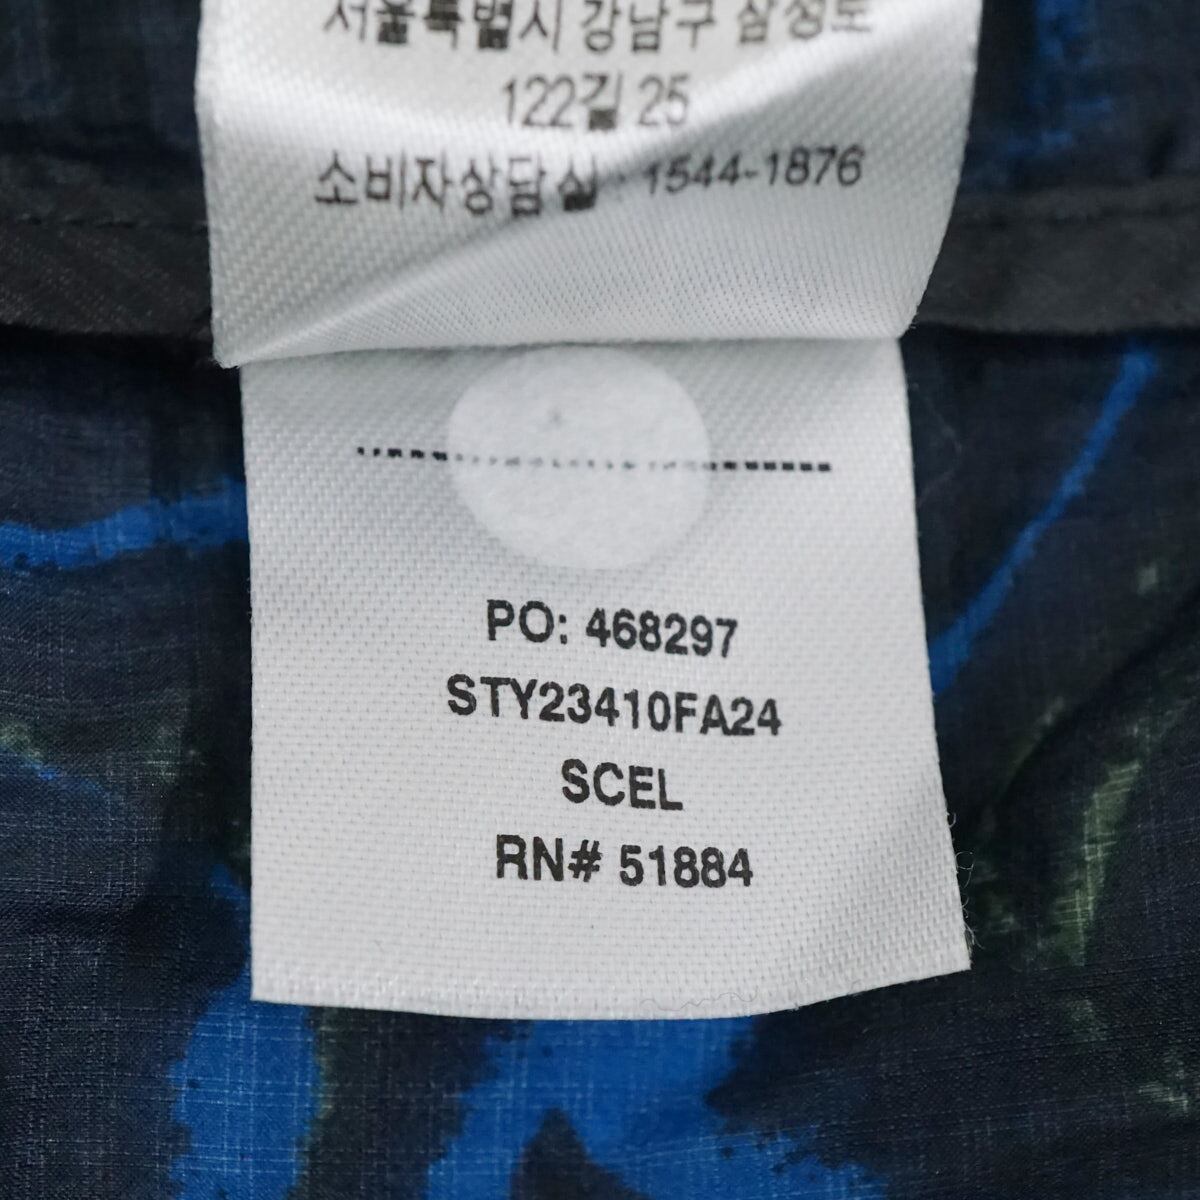 서울특별시 강남구 삼성로
122길 25
소비자상담실 : 1544-1876
PO: 468297
STY23410FA24
SCEL
RN# 51884